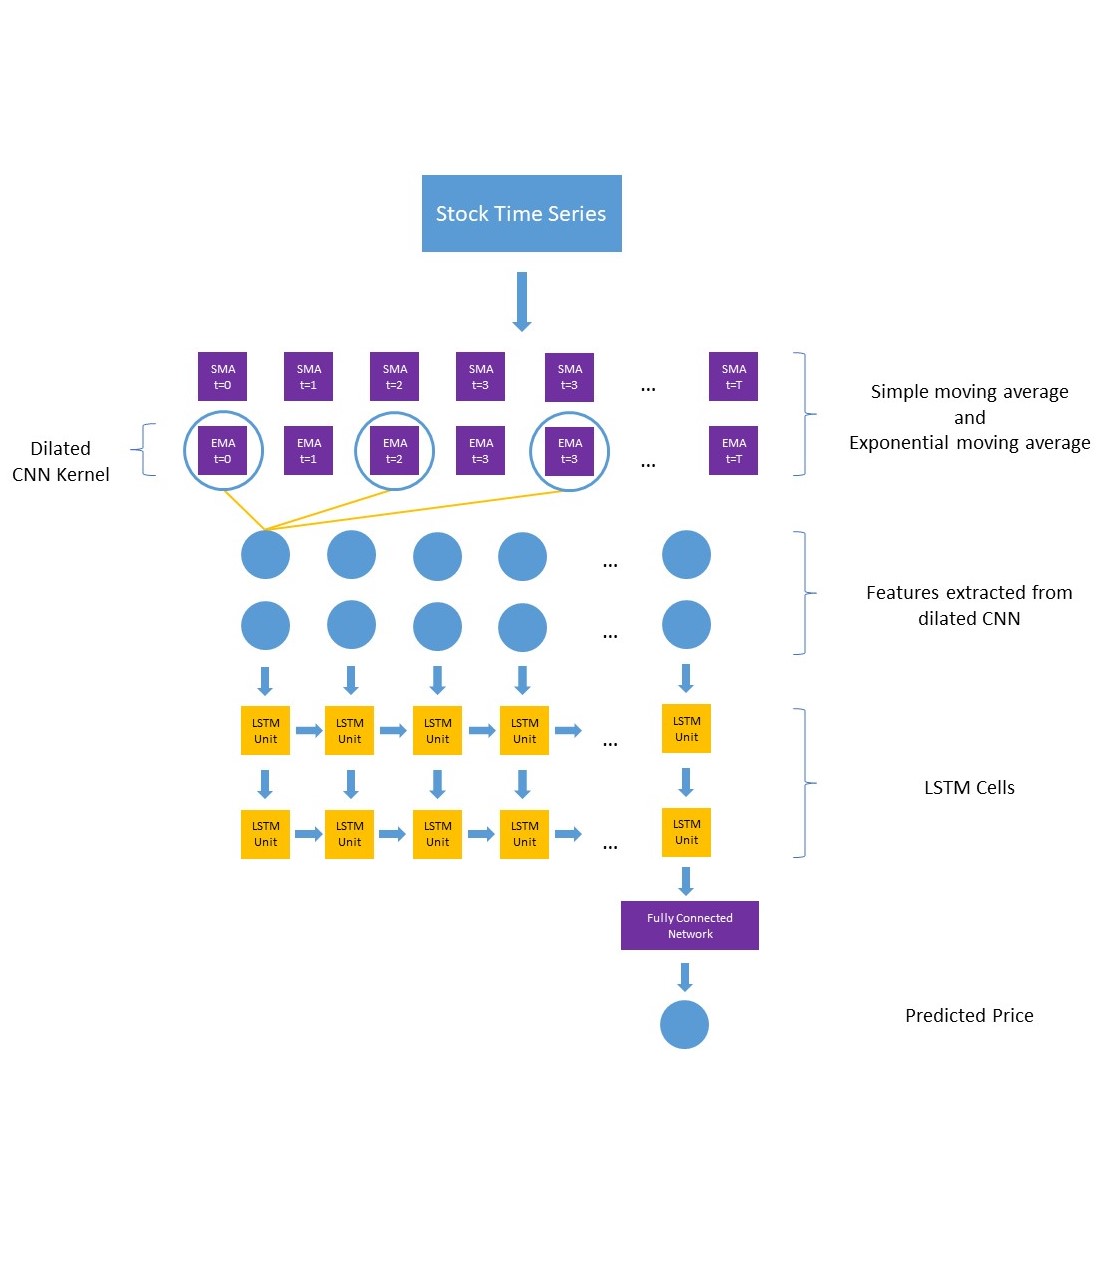 Stock Time Series
SMA
t=0
SMA
t=1
SMA
t=2
SMA
t=3
SMA
t=3
...
SMA
t=T
Simple moving average
and
Exponential moving average
Dilated
CNN Kernel
EMA
t=0
EMA
t=1
EMA
t=2
EMA
t=3
EMA
t=3
...
EMA
t=T
...
...
Features extracted from
dilated CNN
LSTM
Unit
LSTM
Unit
LSTM
Unit
LSTM
Unit
...
LSTM
Unit
LSTM Cells
LSTM
Unit
LSTM
Unit
LSTM
Unit
LSTM
Unit
...
LSTM
Unit
Fully Connected
Network
Predicted Price